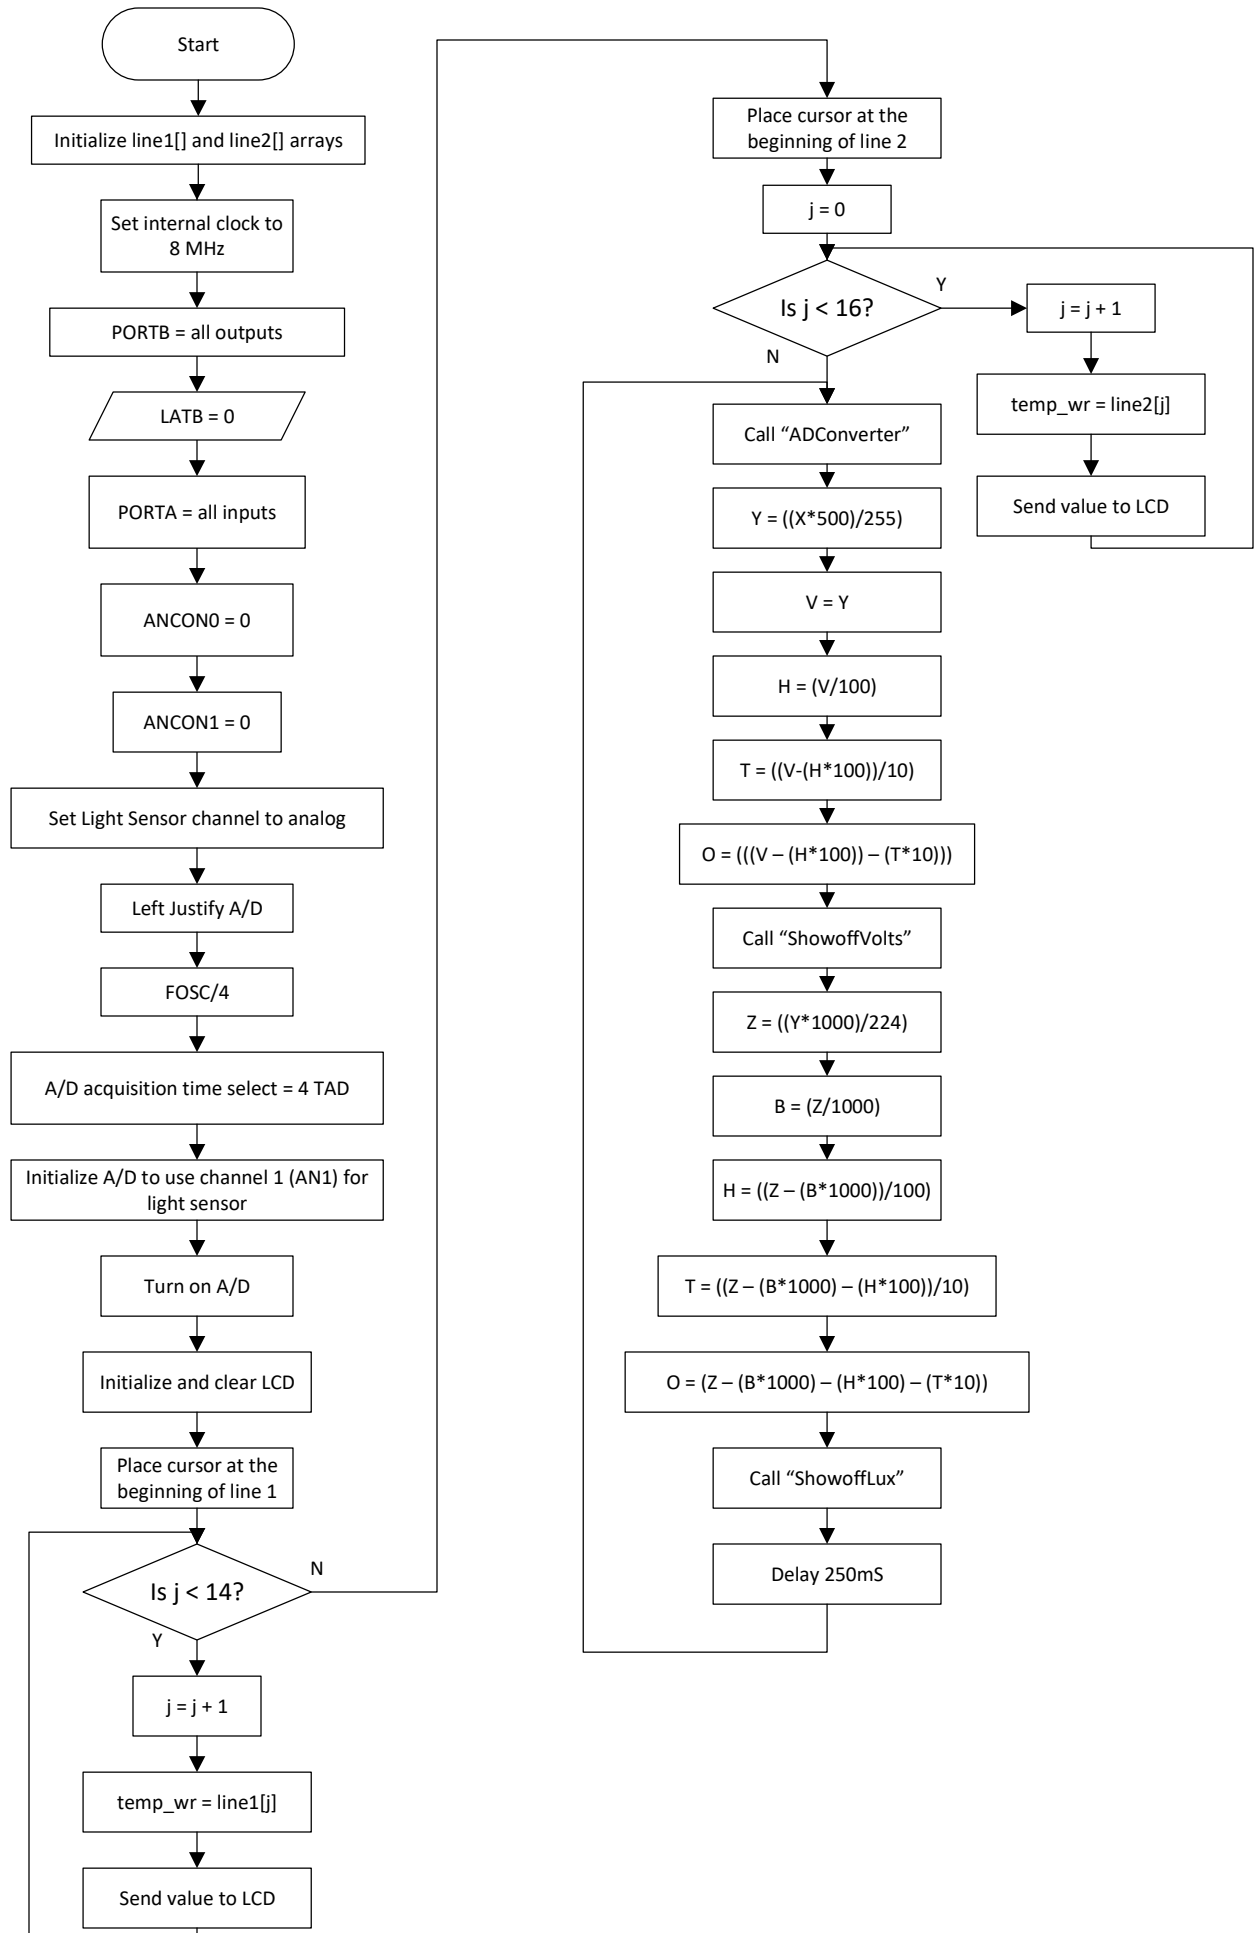 Start
Initialize line1[] and line2[] arrays
Set internal clock to
8 MHz
PORTB = all outputs
LATB = 0
PORTA = all inputs
ANCON0 = 0
ANCON1 = 0
Set Light Sensor channel to analog
Left Justify A/D
FOSC/4
A/D acquisition time select = 4 TAD
Initialize A/D to use channel 1 (AN1) for
light sensor
Turn on A/D
Initialize and clear LCD
Place cursor at the
beginning of line 1
Is j < 14?
N
Y
j = j + 1
temp_wr = line1[j]
Send value to LCD
Place cursor at the
beginning of line 2
j = 0
Is j < 16?
Y
N
j = j + 1
temp_wr = line2[j]
Send value to LCD
Call “ADConverter”
Y = ((X*500)/255)
V = Y
H = (V/100)
T = ((V-(H*100))/10)
O = (((V – (H*100)) – (T*10)))
Call “ShowoffVolts”
Z = ((Y*1000)/224)
B = (Z/1000)
H = ((Z – (B*1000))/100)
T = ((Z – (B*1000) – (H*100))/10)
O = (Z – (B*1000) – (H*100) – (T*10))
Call “ShowoffLux”
Delay 250mS